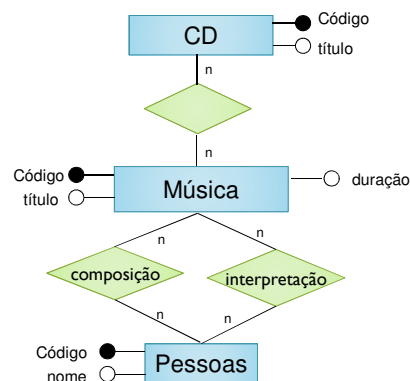 Código
CD
título
n
n
Código
Música
duração
título
n
n
composição
interpretação
n
n
Código
Pessoas
nome